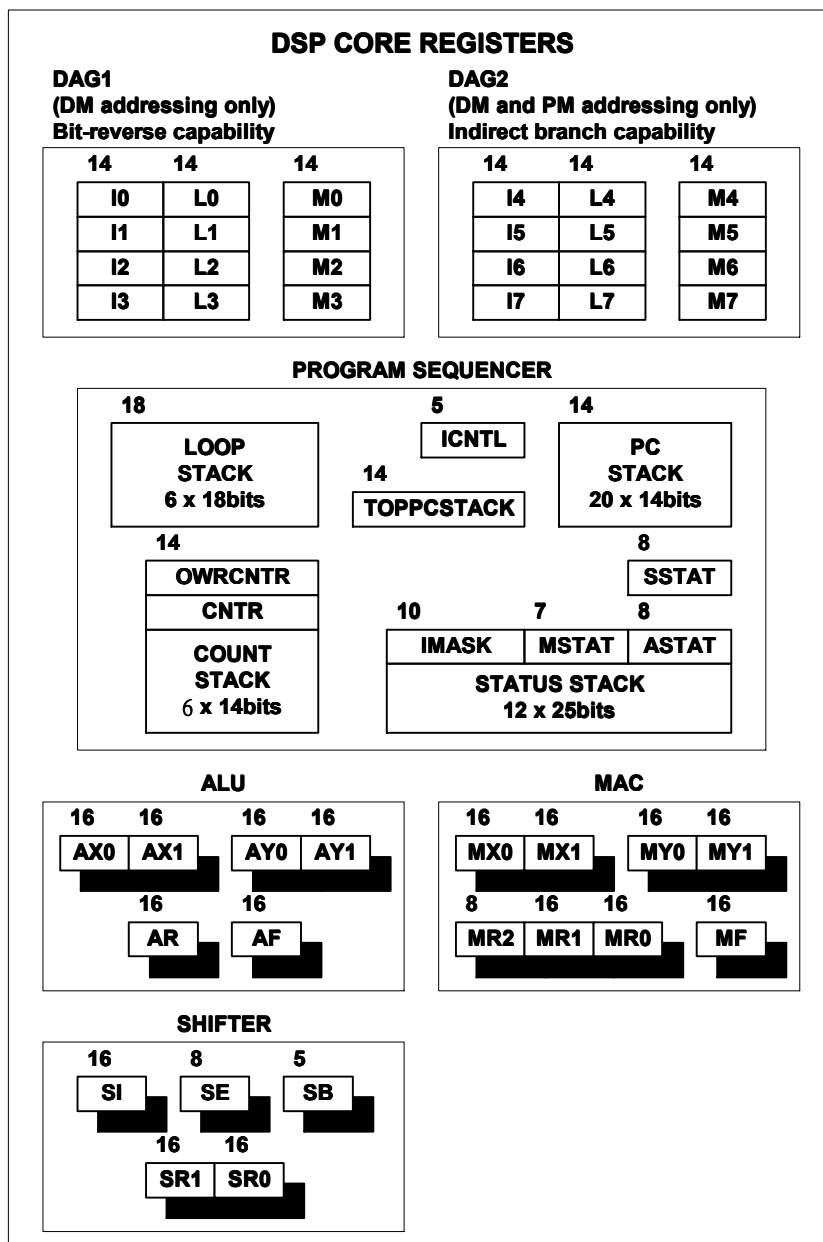 DSP CORE REGISTERS
DAG1
(DM addressing only)
Bit-reverse capability
DAG2
(DM and PM addressing only)
Indirect branch capability
14 14 14
I0 L0 M0
I1 L1 M1
I2 L2 M2
I3 L3 M3
14 14 14
I4 L4 M4
I5 L5 M5
I6 L6 M6
I7 L7 M7
PROGRAM SEQUENCER
18
LOOP
STACK
6 x 18bits
5
ICNTL
14
TOPPCSTACK
14
PC
STACK
20 x 14bits
14
OWRCNTR
CNTR
COUNT
STACK
6 x 14bits
8
SSTAT
10 7 8
IMASK MSTAT ASTAT
STATUS STACK
12 x 25bits
ALU
16 16 16 16
AX0 AX1 AY0 AY1
16 16
AR AF
MAC
16 16 16 16
MX0 MX1 MY0 MY1
8 16 16 16
MR2 MR1 MR0 MF
SHIFTER
16 8 5
SI SE SB
16 16
SR1 SR0